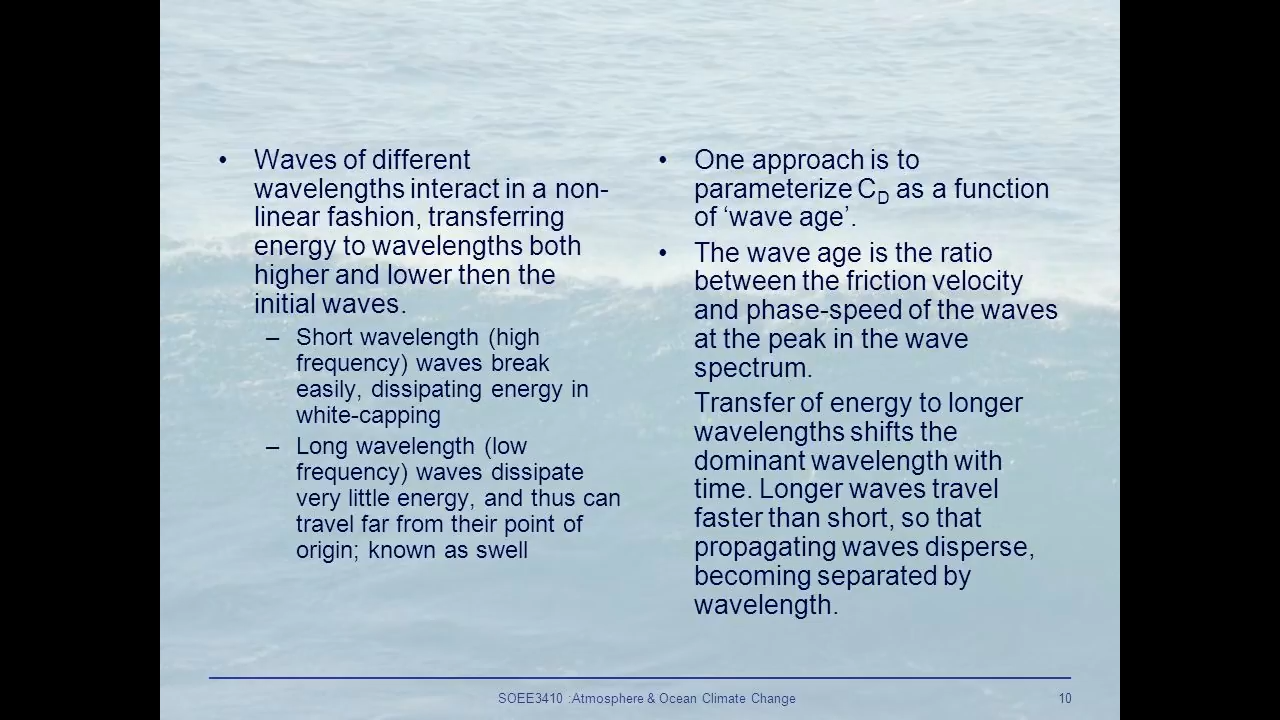 • Waves of different
wavelengths interact in a non-
linear fashion, transferring
energy to wavelengths both
higher and lower then the
initial waves.
– Short wavelength (high
frequency) waves break
easily, dissipating energy in
white-capping
– Long wavelength (low
frequency) waves dissipate
very little energy, and thus can
travel far from their point of
origin; known as swell
• One approach is to
parameterize CD as a function
of ‘wave age’.
• The wave age is the ratio
between the friction velocity
and phase-speed of the waves
at the peak in the wave
spectrum.
Transfer of energy to longer
wavelengths shifts the
dominant wavelength with
time. Longer waves travel
faster than short, so that
propagating waves disperse,
becoming separated by
wavelength.
SOEE3410 :Atmosphere & Ocean Climate Change
10